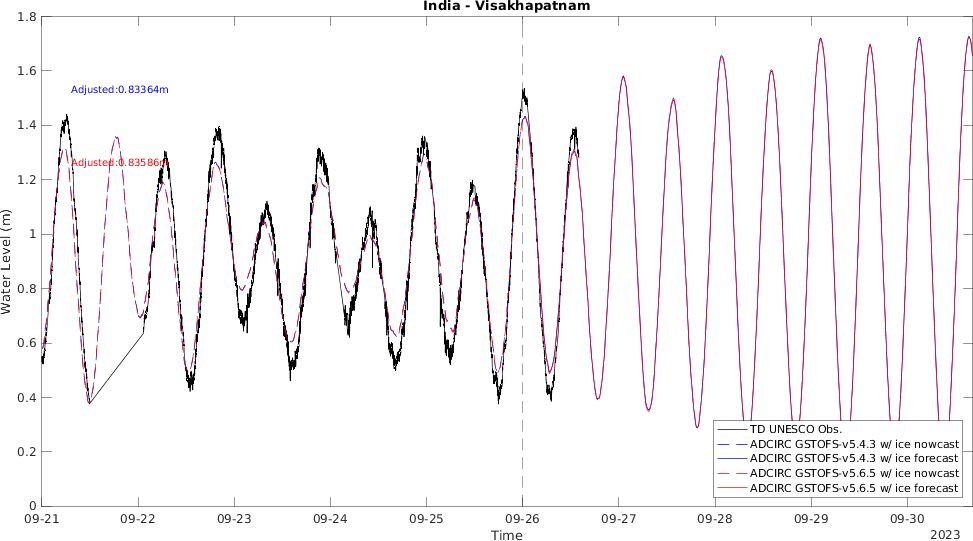 India - Visakhapatnam
1.8
1.6
1.4
1.2
1
0.8
0.6
0.4
0.2
0
Water Level (m)
Adjusted:0.83364m
Adjusted:0.83586m
TD UNESCO Obs.
ADCIRC GSTOFS-v5.4.3 w/ ice nowcast
ADCIRC GSTOFS-v5.4.3 w/ ice forecast
ADCIRC GSTOFS-v5.6.5 w/ ice nowcast
ADCIRC GSTOFS-v5.6.5 w/ ice forecast
09-21 09-22 09-23 09-24 09-25 09-26 09-27 09-28 09-29 09-30
Time
2023